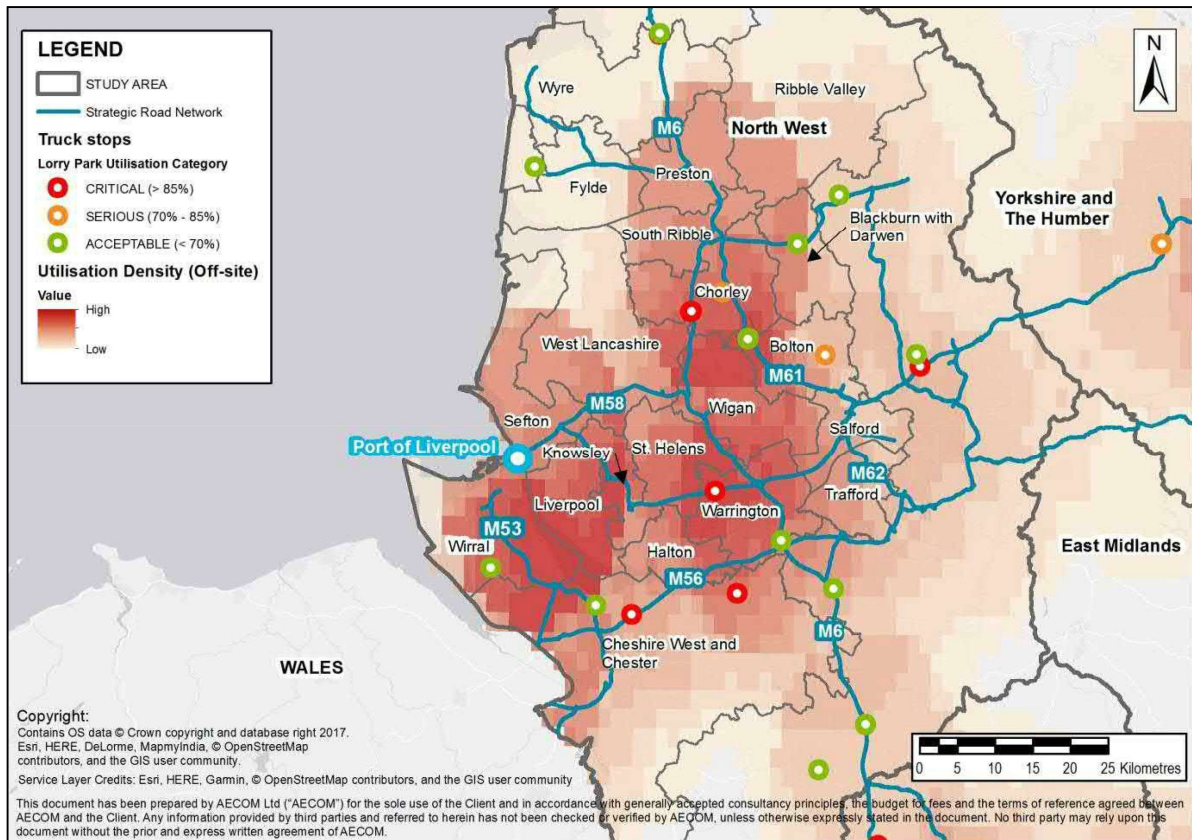 LEGEND
STUDY AREA
Strategic Road Network
Truck stops
Lorry Park Utilisation Category
CRITICAL (> 85%)
SERIOUS (70% - 85%)
ACCEPTABLE (< 70%)
Utilisation Density (Off-site)
Value
High
Low
N
Wyre
Ribble Valley
M6
North West
Preston
Fylde
Yorkshire and
The Humber
Blackburn with
Darwen
South Ribble
Chorley
West Lancashire
Bolton
M61
M58
Wigan
Sefton
Salford
Port of Liverpool
Knowsley
St. Helens
M62
Trafford
Liverpool
Warrington
M53
Wirral
Halton
East Midlands
M56
M6
Cheshire West and
Chester
WALES
0 5 10 15 20 25 Kilometres
Copyright:
Contains OS data © Crown copyright and database right 2017.
Esri, HERE, DeLorme, MapmyIndia, © OpenStreetMap
contributors, and the GIS user community.
Service Layer Credits: Esri, HERE, Garmin, © OpenStreetMap contributors, and the GIS user community
This document has been prepared by AECOM Ltd ("AECOM") for the sole use of the Client and in accordance with generally accepted consultancy principles, the budget for fees and the terms of reference agreed between
AECOM and the Client. Any information provided by third parties and referred to herein has not been checked or verified by AECOM, unless otherwise expressly stated in the document. No third party may rely upon this
document without the prior and express written agreement of AECOM.